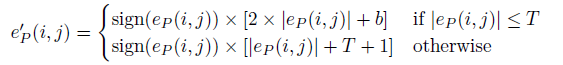 e′_P(i, j) = { sign(e_P(i, j)) × [2 × |e_P(i, j)| + b] if |e_P(i, j)| ≤ T
sign(e_P(i, j)) × [|e_P(i, j)| + T + 1] otherwise